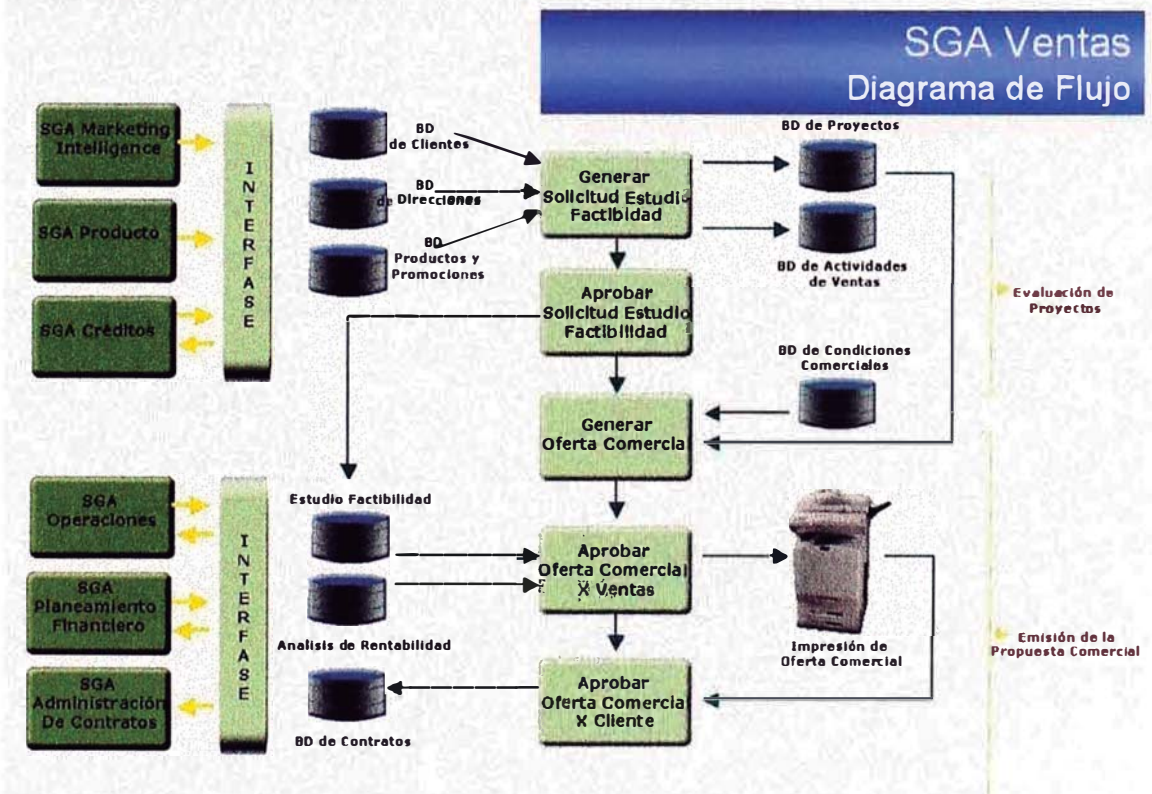 SGA Ventas
Diagrama de Flujo
SGA Marketing
Intelligence
SGA Producto
SGA Créditos
INTERFASE
BD
de Clientes
BD
de Direcciones
BD
Productos y
Promociones
Generar
Solicitud Estudio
Factibidad
Aprobar
Solicitud Estudio
Factibilidad
Generar
Oferta Comercia
Aprobar
Oferta Comercial
X Ventas
Aprobar
Oferta Comercia
X Cliente
BD de Proyectos
BD de Actividades
de Ventas
BD de Condiciones
Comerciales
Impresión de
Oferta Comercial
Evaluación de
Proyectos
Emisión de la
Propuesta Comercial
SGA
Operaciones
SGA
Planeamiento
Financiero
SGA
Administración
De Contratos
INTERFASE
Estudio Factibilidad
Analisis de Rentabilidad
BD de Contratos